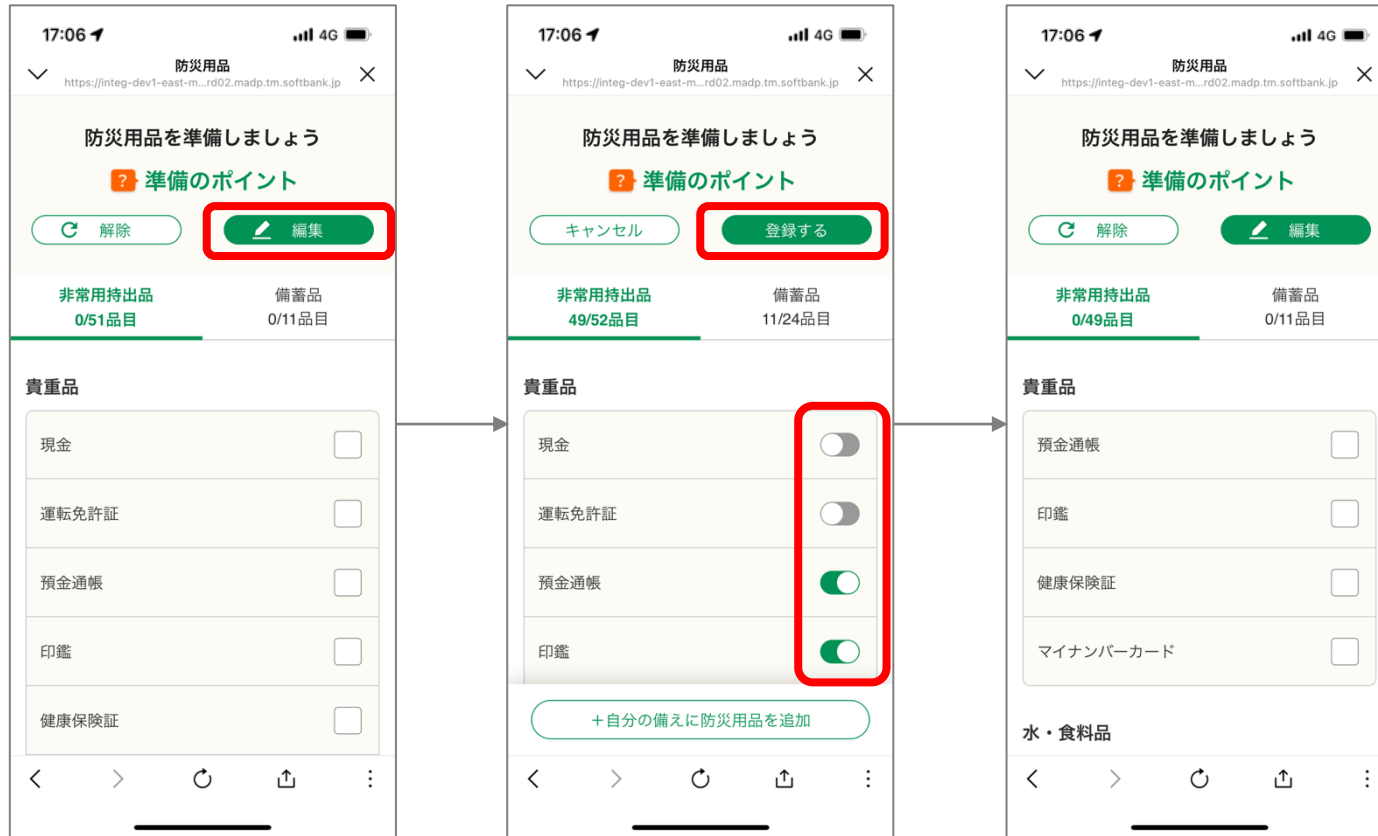 17:06
4G
防災用品
https://integ-dev1-east-m...rd02.madp.tm.softbank.jp
防災用品を準備しましょう
? 準備のポイント
解除
編集
非常用持出品
備蓄品
0/51品目
0/11品目
貴重品
現金
運転免許証
預金通帳
印鑑
健康保険証
17:06
4G
防災用品
https://integ-dev1-east-m...rd02.madp.tm.softbank.jp
防災用品を準備しましょう
? 準備のポイント
キャンセル
登録する
非常用持出品
備蓄品
49/52品目
11/24品目
貴重品
現金
運転免許証
預金通帳
印鑑
+自分の備えに防災用品を追加
17:06
4G
防災用品
https://integ-dev1-east-m...rd02.madp.tm.softbank.jp
防災用品を準備しましょう
? 準備のポイント
解除
編集
非常用持出品
備蓄品
0/49品目
0/11品目
貴重品
預金通帳
印鑑
健康保険証
マイナンバーカード
水・食料品